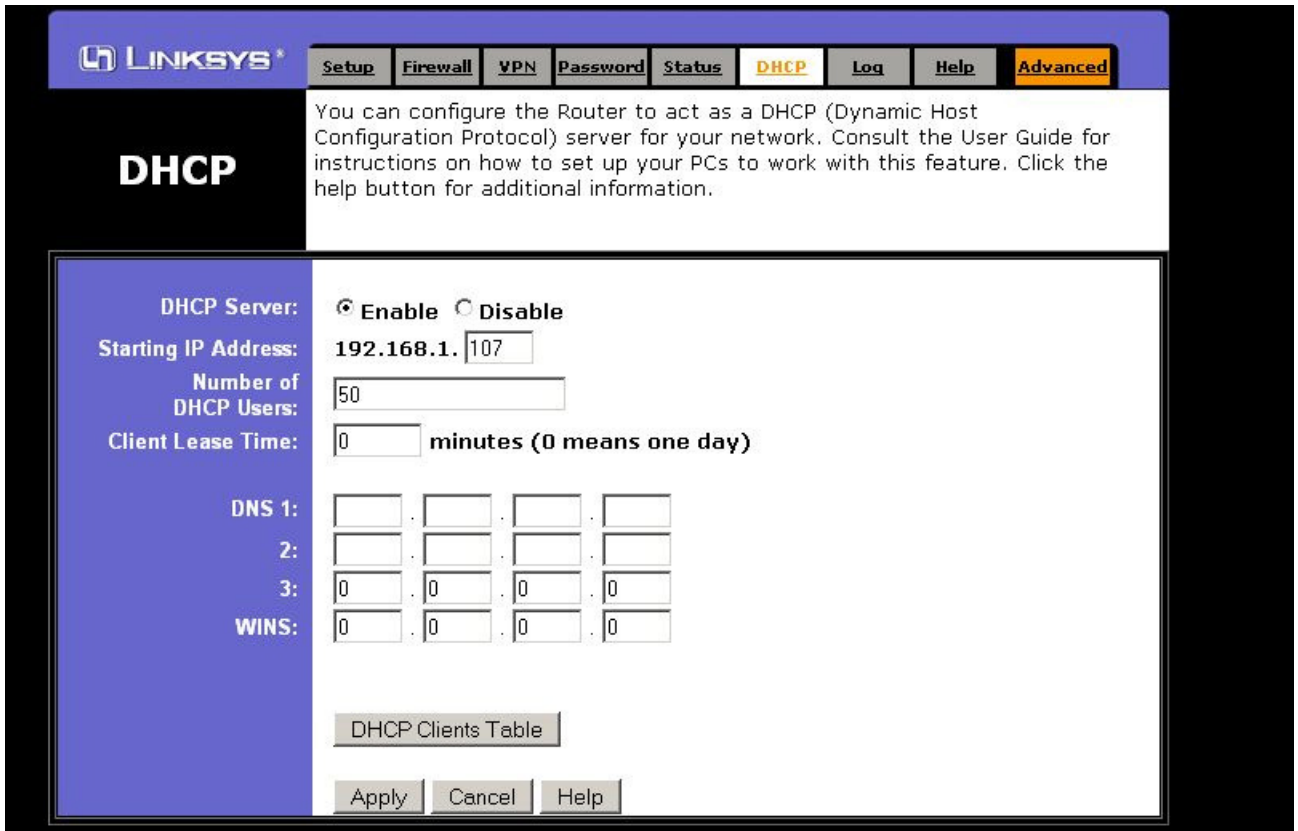 LINKSYS®
Setup Firewall VPN Password Status DHCP Log Help Advanced
DHCP
You can configure the Router to act as a DHCP (Dynamic Host
Configuration Protocol) server for your network. Consult the User Guide for
instructions on how to set up your PCs to work with this feature. Click the
help button for additional information.
DHCP Server: Enable Disable
Starting IP Address: 192.168.1. 107
Number of
DHCP Users: 50
Client Lease Time: 0 minutes (0 means one day)
DNS 1: . . .
2: . . .
3: 0 . 0 . 0 . 0
WINS: 0 . 0 . 0 . 0
DHCP Clients Table
Apply Cancel Help